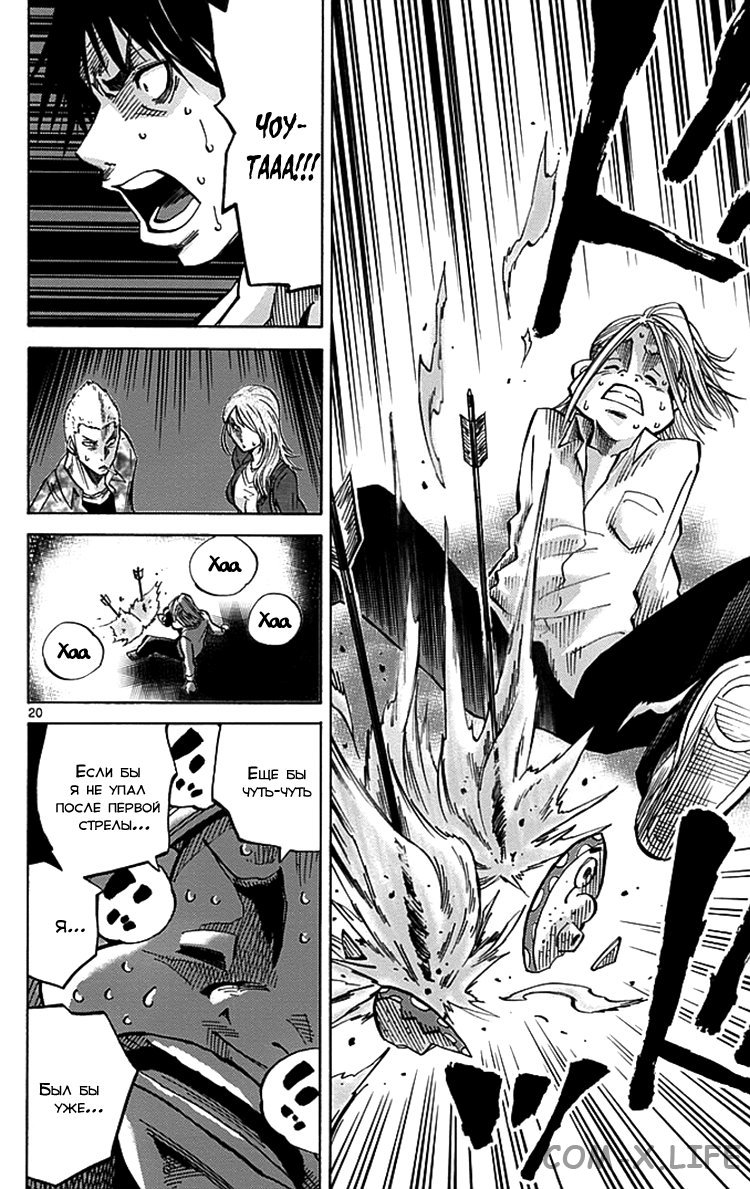 ЧОУ-
ТААА!!!
Хаа
Хаа
Хаа
20
Еще бы
чуть-чуть
Если бы
я не упал
после первой
стрелы...
Я...
Был бы
уже...
COM-X.LIFE